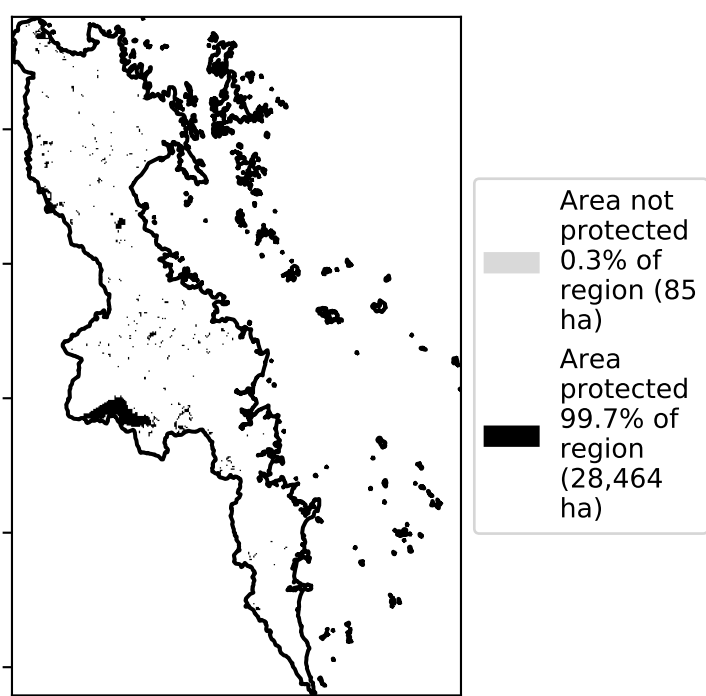 Area not
protected
0.3% of
region (85
ha)
Area
protected
99.7% of
region
(28,464
ha)